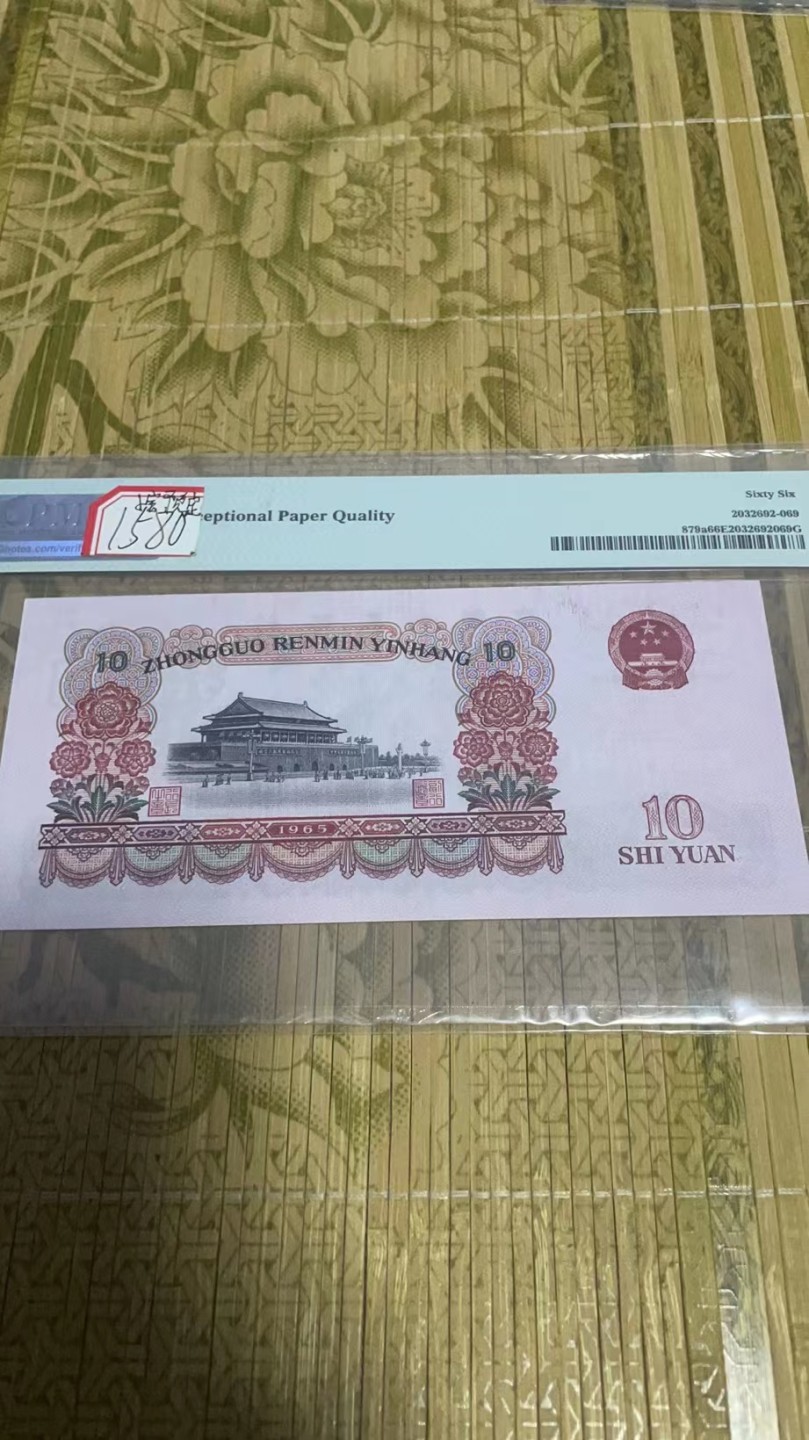 Sixty Six
eptional Paper Quality
2032692-069
879a66E2032692069G
1580
10 ZHONGGUO RENMIN YINHANG 10
1965
10
SHI YUAN